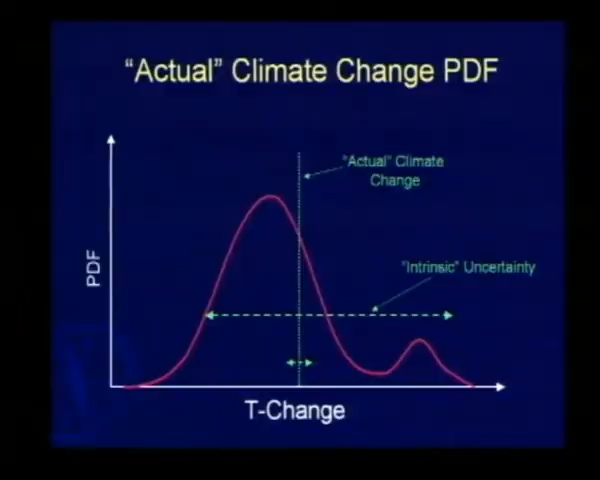 "Actual" Climate Change PDF
"Actual" Climate
Change
"Intrinsic" Uncertainty
PDF
T-Change